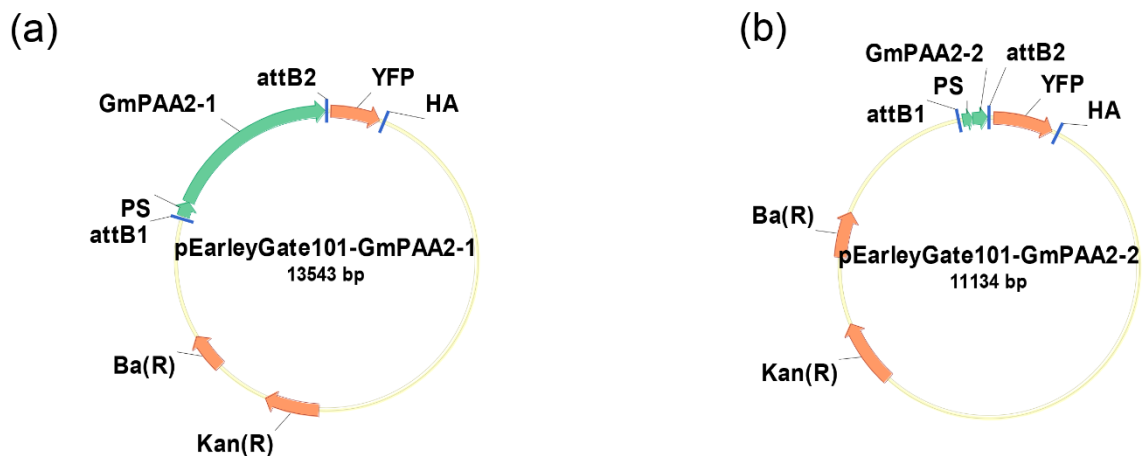 (a)
attB2
YFP
HA
GmPAA2-1
PS
attB1
pEarleyGate101-GmPAA2-1
13543 bp
Ba(R)
Kan(R)
(b)
GmPAA2-2
attB2
PS
YFP
attB1
HA
Ba(R)
pEarleyGate101-GmPAA2-2
11134 bp
Kan(R)